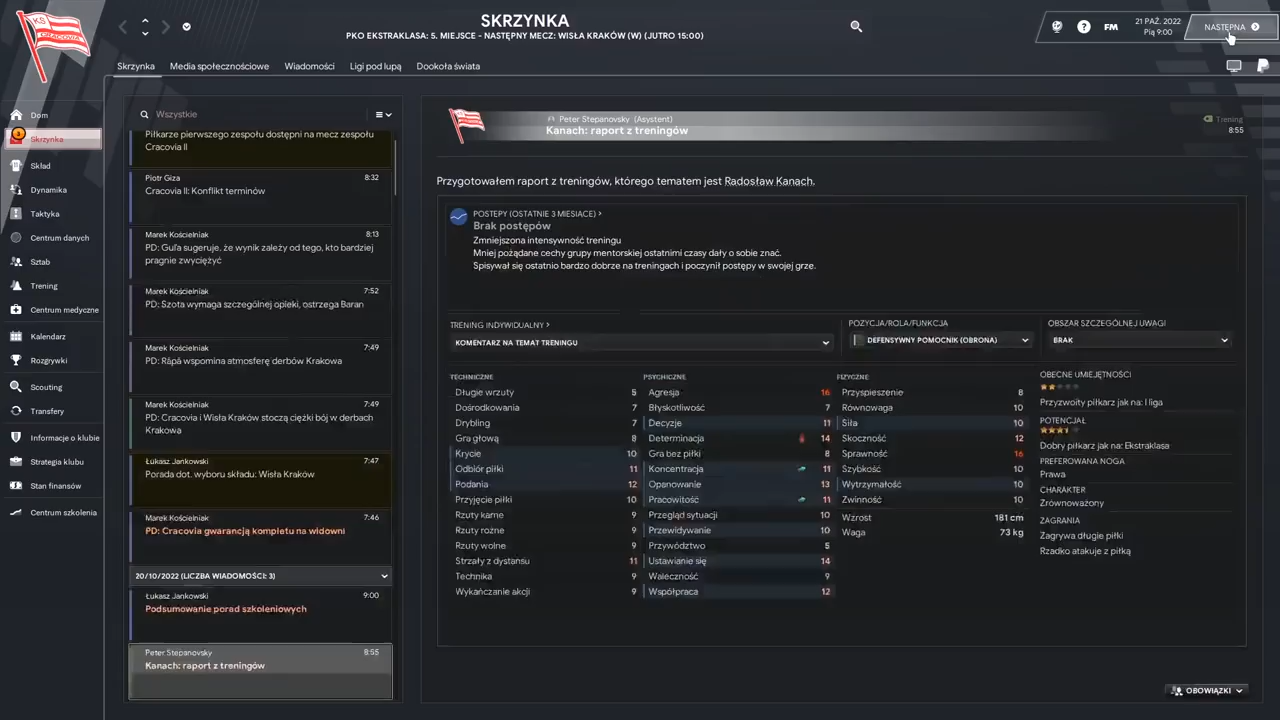 KS
CRACOVIA
SKRZYNKA
PKO EKSTRAKLASA: 5. MIEJSCE - NASTĘPNY MECZ: WISŁA KRAKÓW (W) (JUTRO 15:00)
FM
21 PAŹ. 2022
Pią 9:00
NASTĘPNA
Skrzynka
Media społecznościowe
Wiadomości
Ligi pod lupą
Dookoła świata
Dom
3
Skrzynka
Skład
Dynamika
Taktyka
Centrum danych
Sztab
Trening
Centrum medyczne
Kalendarz
Rozgrywki
Scouting
Transfery
Informacje o klubie
Strategia klubu
Stan finansów
Centrum szkolenia
Wszystkie
Piłkarze pierwszego zespołu dostępni na mecz zespołu
Cracovia II
Piotr Giza 8:32
Cracovia II: Konflikt terminów
Marek Kościelniak 8:13
PD: Guľa sugeruje, że wynik zależy od tego, kto bardziej
pragnie zwyciężyć
Marek Kościelniak 7:52
PD: Szota wymaga szczególnej opieki, ostrzega Baran
Marek Kościelniak 7:49
PD: Râpă wspomina atmosferę derbów Krakowa
Marek Kościelniak 7:49
PD: Cracovia i Wisła Kraków stoczą ciężki bój w derbach
Krakowa
Łukasz Jankowski 7:47
Porada dot. wyboru składu: Wisła Kraków
Marek Kościelniak 7:46
PD: Cracovia gwarancją kompletu na widowni
20/10/2022 (LICZBA WIADOMOŚCI: 3)
Łukasz Jankowski 9:00
Podsumowanie porad szkoleniowych
Peter Stepanovsky 8:55
Kanach: raport z treningów
Peter Stepanovsky (Asystent)
Kanach: raport z treningów
Trening
8:55
Przygotowałem raport z treningów, którego tematem jest Radosław Kanach.
POSTĘPY (OSTATNIE 3 MIESIĄCE) >
Brak postępów
Zmniejszona intensywność treningu
Mniej pożądane cechy grupy mentorskiej ostatnimi czasy dały o sobie znać.
Spisywał się ostatnio bardzo dobrze na treningach i poczynił postępy w swojej grze.
TRENING INDYWIDUALNY >
KOMENTARZ NA TEMAT TRENINGU
POZYCJA/ROLA/FUNKCJA
DEFENSYWNY POMOCNIK (OBRONA)
OBSZAR SZCZEGÓLNEJ UWAGI
BRAK
TECHNICZNE
Długie wrzuty 5
Dośrodkowania 7
Drybling 7
Gra głową 8
Krycie 10
Odbiór piłki 11
Podania 12
Przyjęcie piłki 10
Rzuty karne 9
Rzuty rożne 9
Rzuty wolne 9
Strzały z dystansu 11
Technika 9
Wykańczanie akcji 9
PSYCHICZNE
Agresja 16
Błyskotliwość 7
Decyzje 11
Determinacja 14
Gra bez piłki 8
Koncentracja 11
Opanowanie 13
Pracowitość 11
Przegląd sytuacji 10
Przewidywanie 10
Przywództwo 5
Ustawianie się 14
Waleczność 9
Współpraca 12
FIZYCZNE
Przyspieszenie 8
Równowaga 10
Siła 10
Skoczność 12
Sprawność 16
Szybkość 10
Wytrzymałość 10
Zwinność 10
Wzrost 181 cm
Waga 73 kg
OBECNE UMIEJĘTNOŚCI
Przyzwoity piłkarz jak na: I liga
POTENCJAŁ
Dobry piłkarz jak na: Ekstraklasa
PREFEROWANA NOGA
Prawa
CHARAKTER
Zrównoważony
ZAGRANIA
Zagrywa długie piłki
Rzadko atakuje z piłką
OBOWIĄZKI